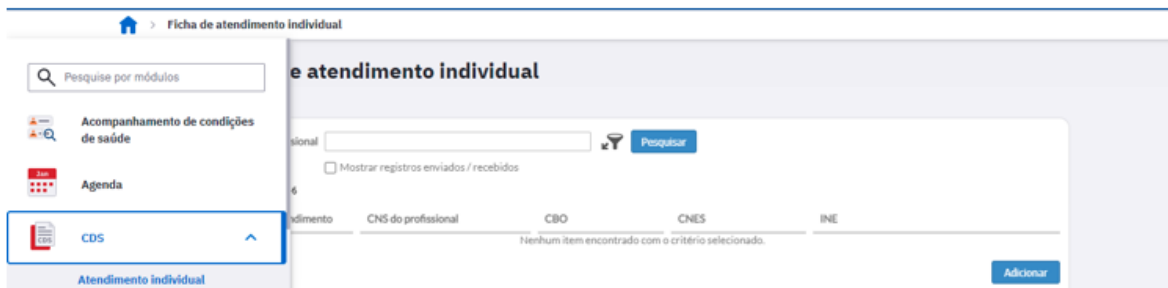 Ficha de atendimento individual
Pesquise por módulos
e atendimento individual
Acompanhamento de condições
de saúde
sional
Pesquisar
Mostrar registros enviados / recebidos
Jan
Agenda
6
ndimento CNS do profissional CBO CNES INE
CDS
CDS
Nenhum item encontrado com o critério selecionado.
Atendimento individual
Adicionar